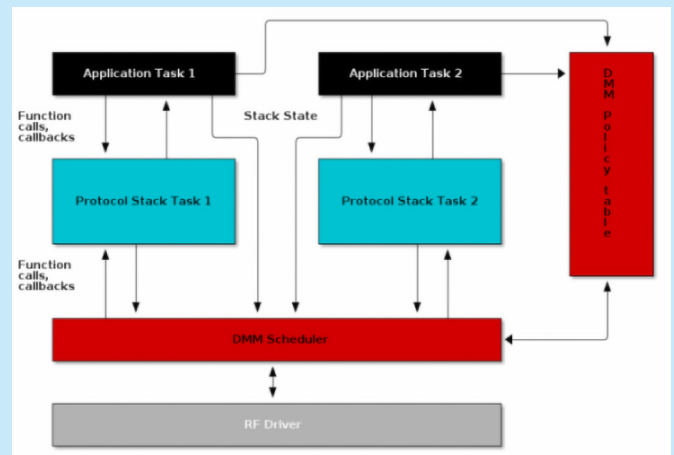 Application Task 1
Application Task 2
Function
calls,
callbacks
Stack State
DMM Policy table
Protocol Stack Task 1
Protocol Stack Task 2
Function
calls,
callbacks
DMM Scheduler
RF Driver